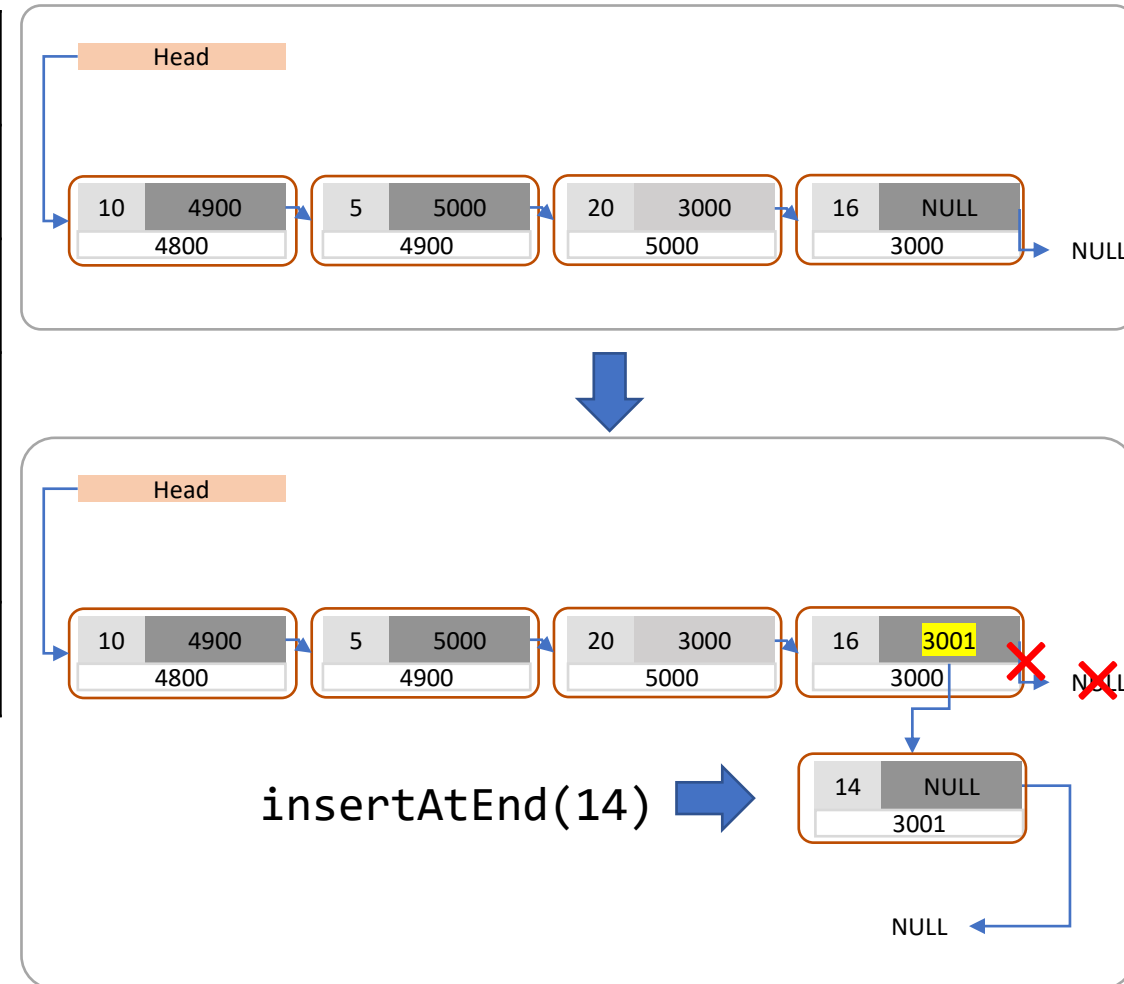 Head
10 4900 5 5000 20 3000 16 NULL
4800 4900 5000 3000 NULL
Head
10 4900 5 5000 20 3000 16 3001
4800 4900 5000 3000 NULL
insertAtEnd(14) 14 NULL
3001
NULL